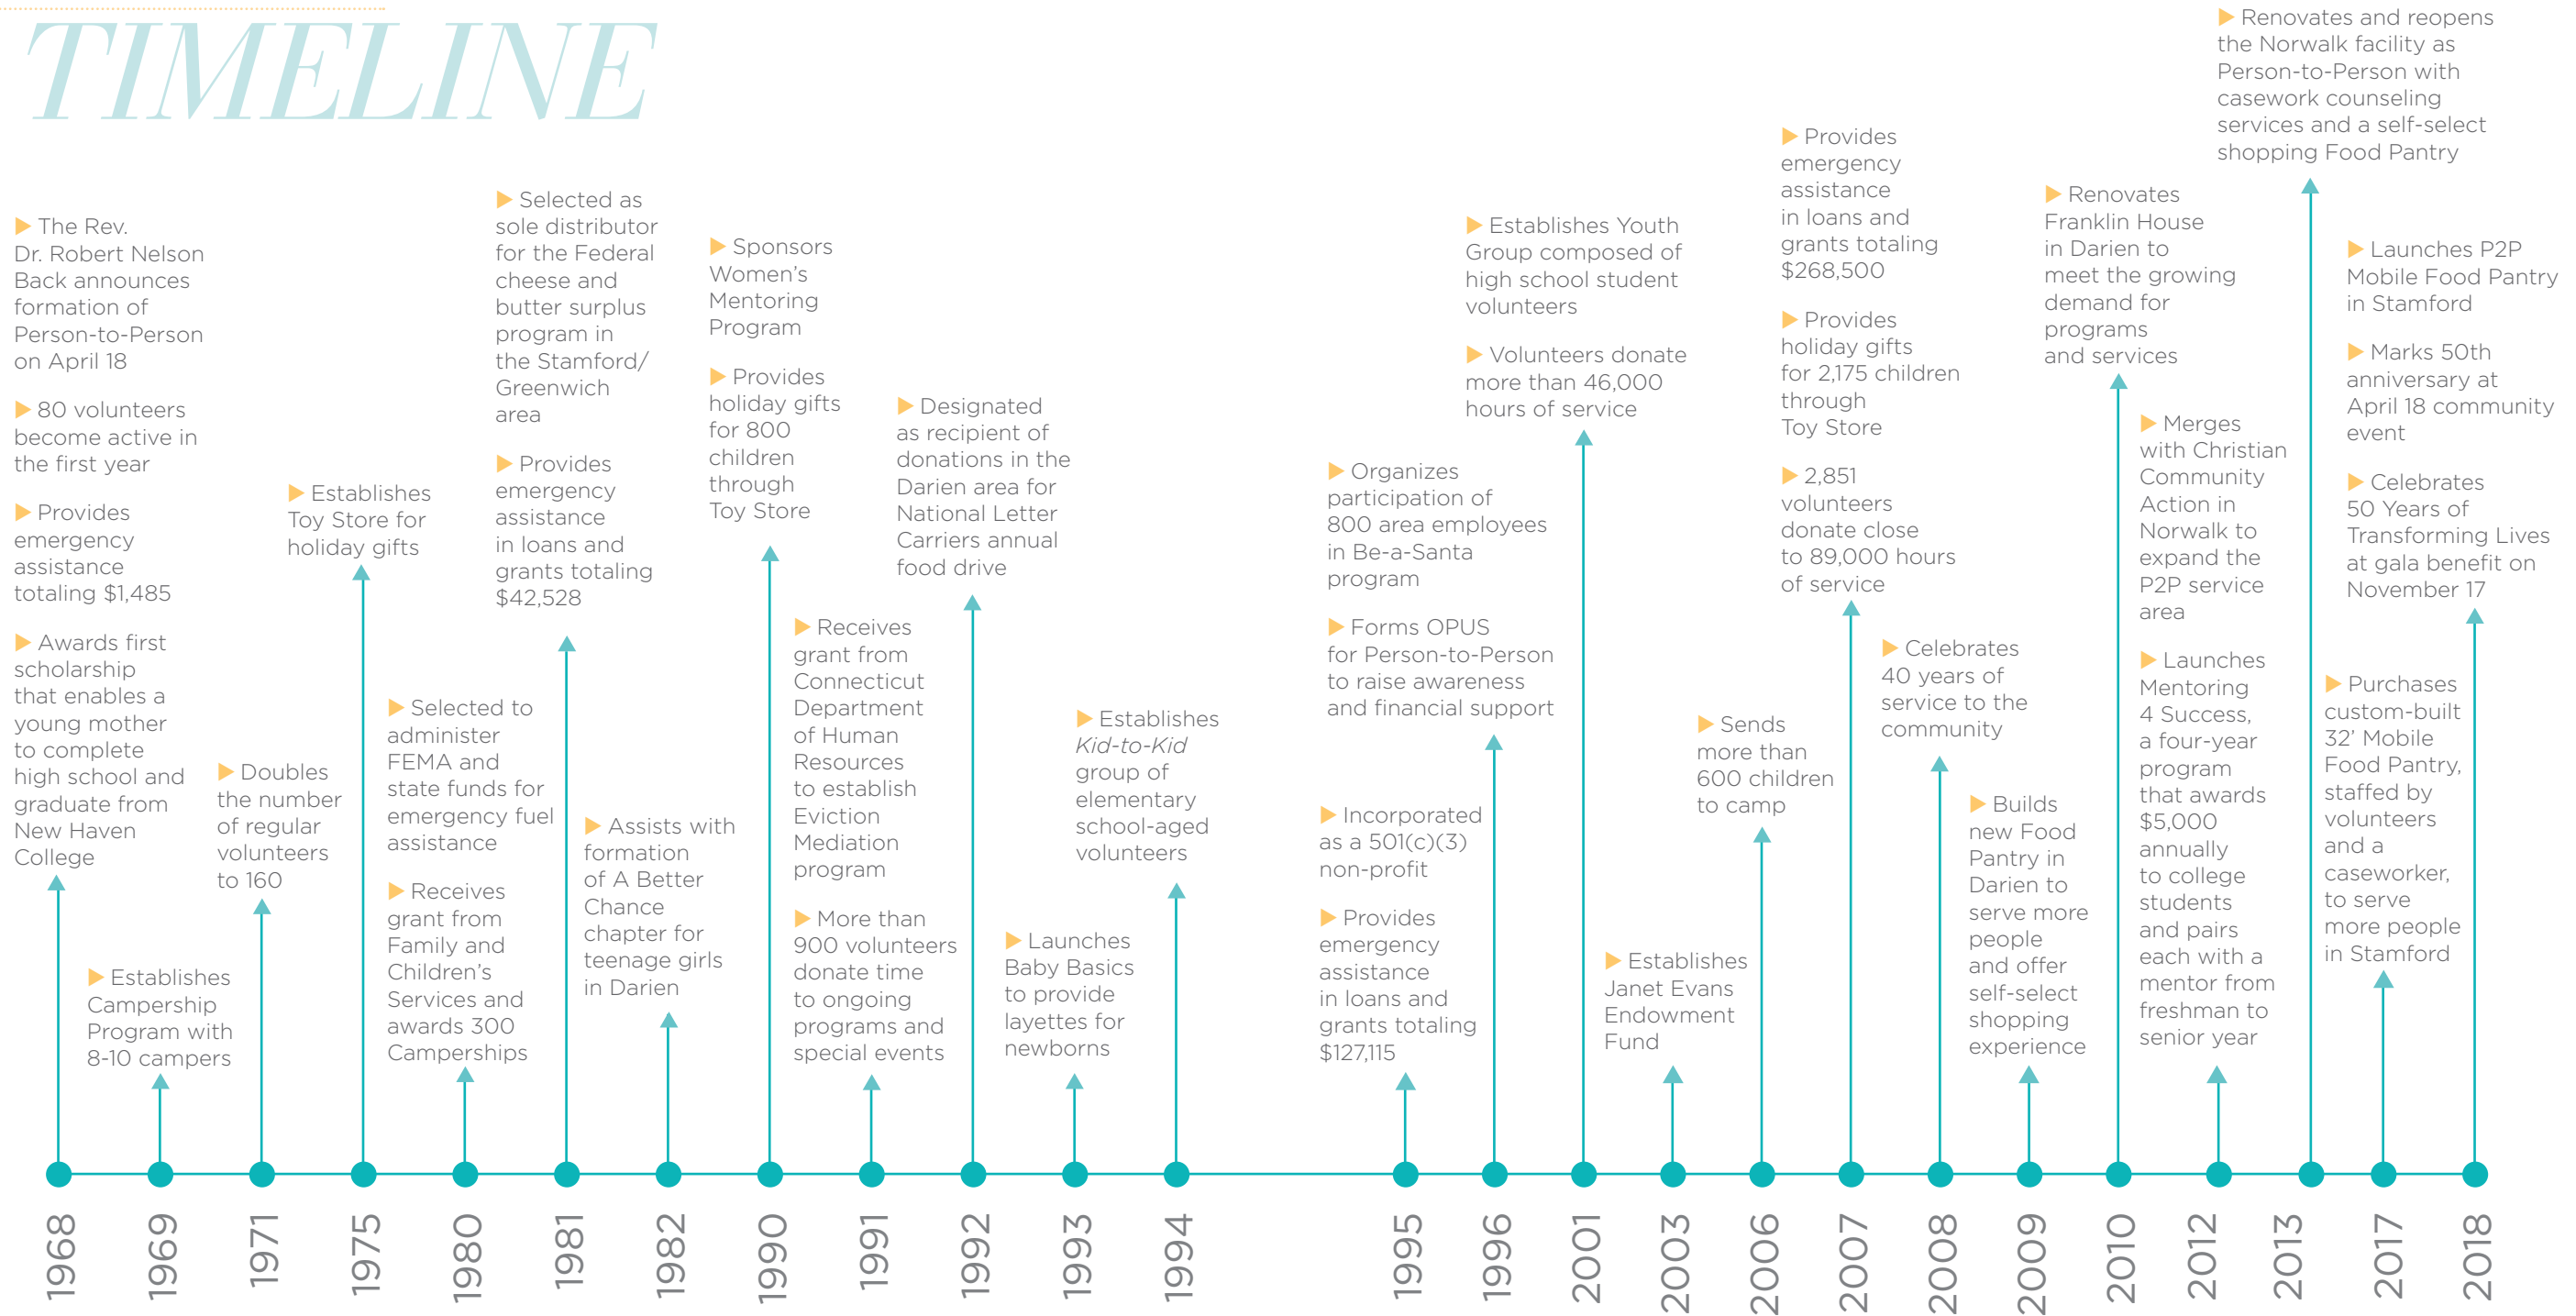 TIMELINE
▶ The Rev.
Dr. Robert Nelson
Back announces
formation of
Person-to-Person
on April 18
▶ 80 volunteers
become active in
the first year
▶ Provides
emergency
assistance
totaling $1,485
▶ Awards first
scholarship
that enables a
young mother
to complete
high school and
graduate from
New Haven
College
▶ Establishes
Campership
Program with
8-10 campers
▶ Doubles
the number
of regular
volunteers
to 160
▶ Establishes
Toy Store for
holiday gifts
▶ Selected to
administer
FEMA and
state funds for
emergency fuel
assistance
▶ Receives
grant from
Family and
Children's
Services and
awards 300
Camperships
▶ Selected as
sole distributor
for the Federal
cheese and
butter surplus
program in
the Stamford/
Greenwich
area
▶ Provides
emergency
assistance
in loans and
grants totaling
$42,528
▶ Assists with
formation
of A Better
Chance
chapter for
teenage girls
in Darien
▶ Sponsors
Women's
Mentoring
Program
▶ Provides
holiday gifts
for 800
children
through
Toy Store
▶ Receives
grant from
Connecticut
Department
of Human
Resources
to establish
Eviction
Mediation
program
▶ More than
900 volunteers
donate time
to ongoing
programs and
special events
▶ Designated
as recipient of
donations in the
Darien area for
National Letter
Carriers annual
food drive
▶ Launches
Baby Basics
to provide
layettes for
newborns
▶ Establishes
Kid-to-Kid
group of
elementary
school-aged
volunteers
▶ Incorporated
as a 501(c)(3)
non-profit
▶ Provides
emergency
assistance
in loans and
grants totaling
$127,115
▶ Organizes
participation of
800 area employees
in Be-a-Santa
program
▶ Forms OPUS
for Person-to-Person
to raise awareness
and financial support
▶ Establishes Youth
Group composed of
high school student
volunteers
▶ Volunteers donate
more than 46,000
hours of service
▶ Establishes
Janet Evans
Endowment
Fund
▶ Sends
more than
600 children
to camp
▶ Provides
emergency
assistance
in loans and
grants totaling
$268,500
▶ Provides
holiday gifts
for 2,175 children
through
Toy Store
▶ 2,851
volunteers
donate close
to 89,000 hours
of service
▶ Celebrates
40 years of
service to the
community
▶ Builds
new Food
Pantry in
Darien to
serve more
people
and offer
self-select
shopping
experience
▶ Renovates
Franklin House
in Darien to
meet the growing
demand for
programs
and services
▶ Merges
with Christian
Community
Action in
Norwalk to
expand the
P2P service
area
▶ Launches
Mentoring
4 Success,
a four-year
program
that awards
$5,000
annually
to college
students
and pairs
each with a
mentor from
freshman to
senior year
▶ Renovates and reopens
the Norwalk facility as
Person-to-Person with
casework counseling
services and a self-select
shopping Food Pantry
▶ Purchases
custom-built
32' Mobile
Food Pantry,
staffed by
volunteers
and a
caseworker,
to serve
more people
in Stamford
▶ Launches P2P
Mobile Food Pantry
in Stamford
▶ Marks 50th
anniversary at
April 18 community
event
▶ Celebrates
50 Years of
Transforming Lives
at gala benefit on
November 17
1968
1969
1971
1975
1980
1981
1982
1990
1991
1992
1993
1994
1995
1996
2001
2003
2006
2007
2008
2009
2010
2012
2013
2017
2018